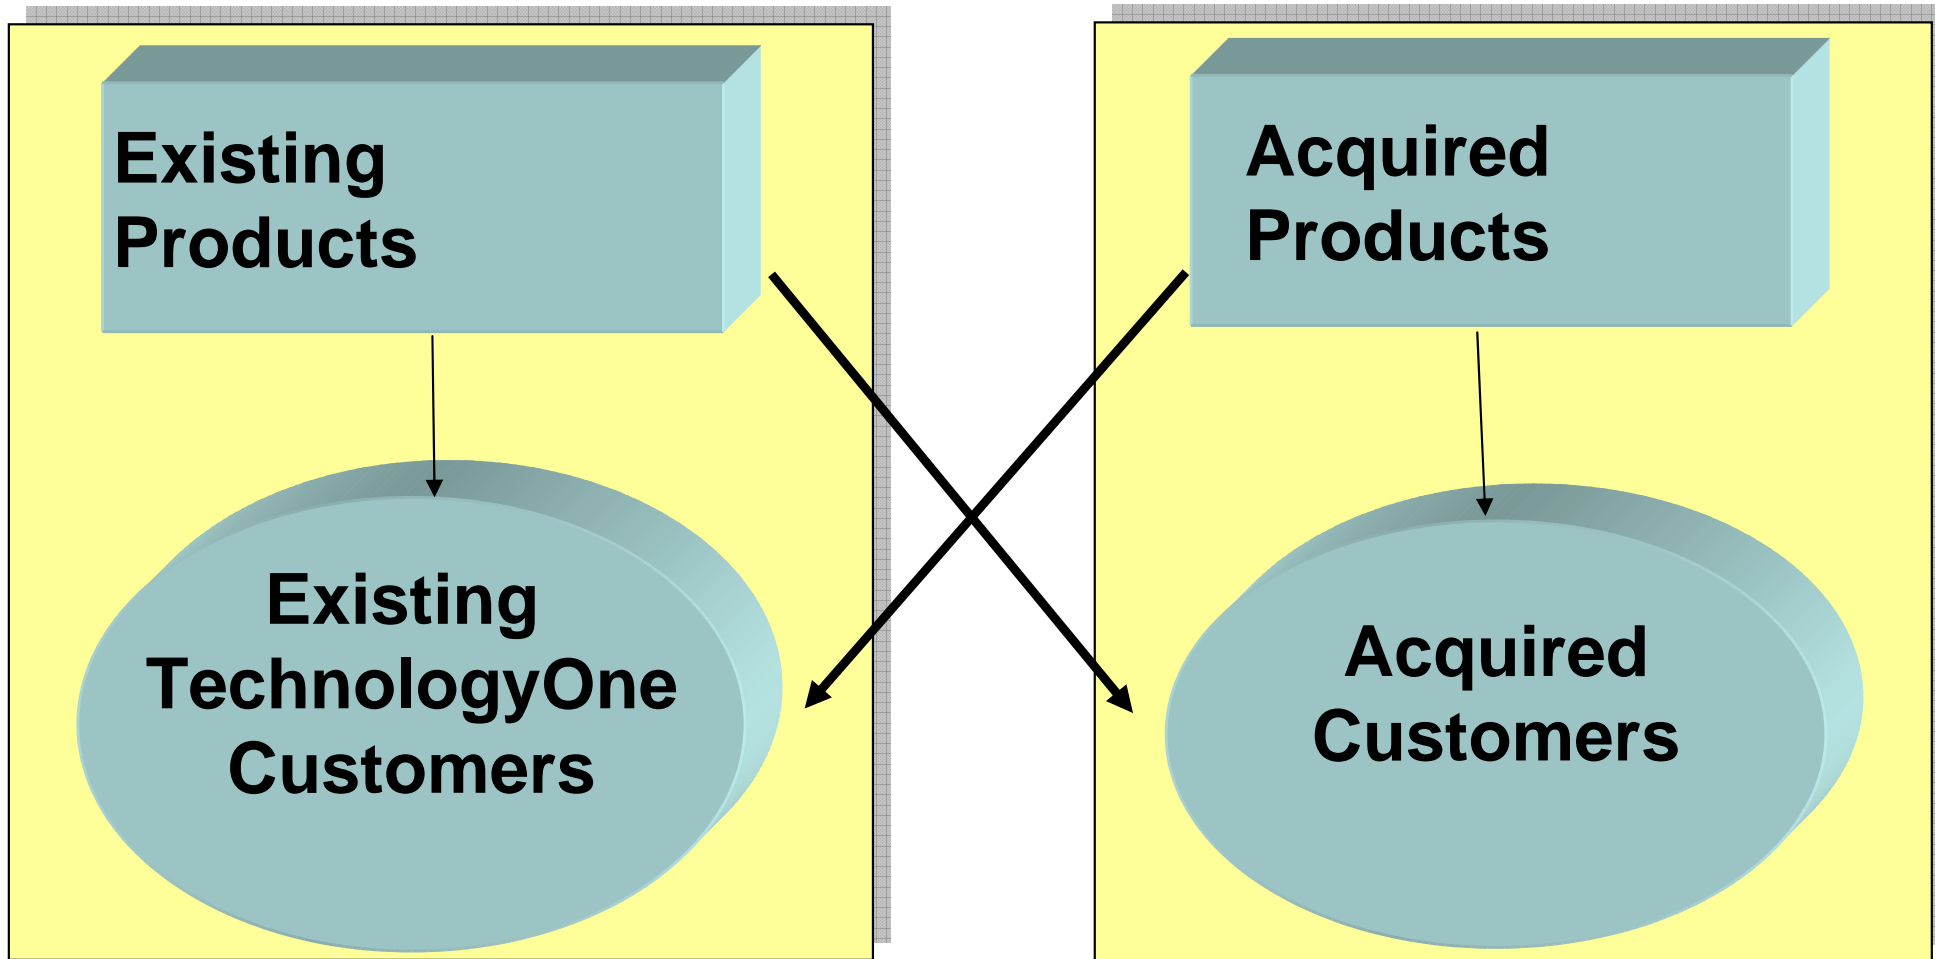 Existing
Products
Acquired
Products
Existing
TechnologyOne
Customers
Acquired
Customers